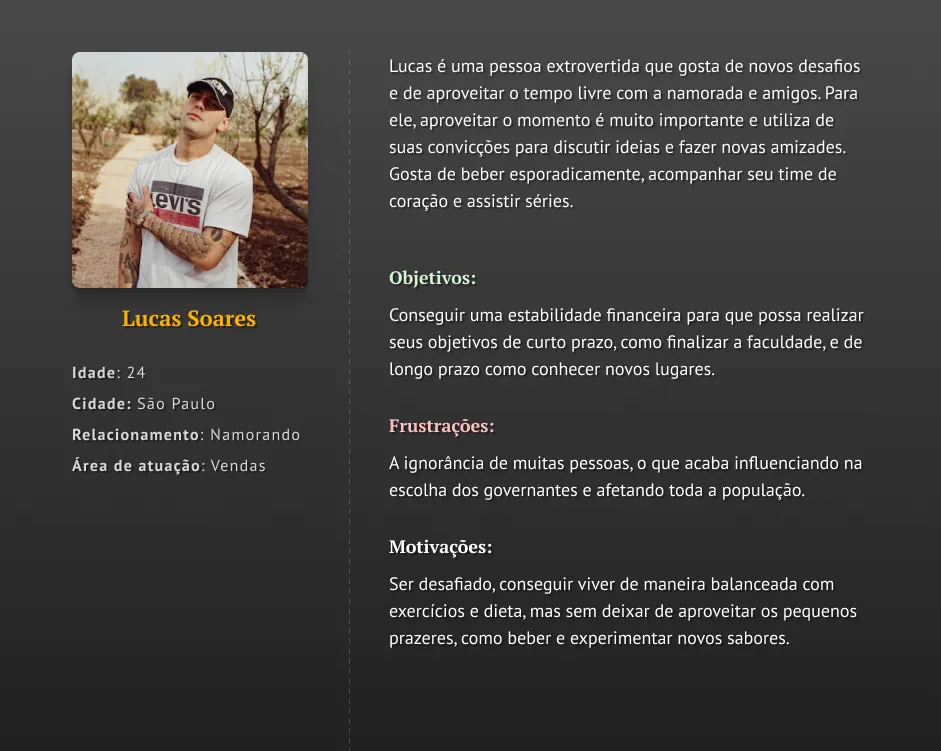 LEVI'S
Lucas Soares
Idade: 24
Cidade: São Paulo
Relacionamento: Namorando
Área de atuação: Vendas
Lucas é uma pessoa extrovertida que gosta de novos desafios
e de aproveitar o tempo livre com a namorada e amigos. Para
ele, aproveitar o momento é muito importante e utiliza de
suas convicções para discutir ideias e fazer novas amizades.
Gosta de beber esporadicamente, acompanhar seu time de
coração e assistir séries.
Objetivos:
Conseguir uma estabilidade financeira para que possa realizar
seus objetivos de curto prazo, como finalizar a faculdade, e de
longo prazo como conhecer novos lugares.
Frustrações:
A ignorância de muitas pessoas, o que acaba influenciando na
escolha dos governantes e afetando toda a população.
Motivações:
Ser desafiado, conseguir viver de maneira balanceada com
exercícios e dieta, mas sem deixar de aproveitar os pequenos
prazeres, como beber e experimentar novos sabores.